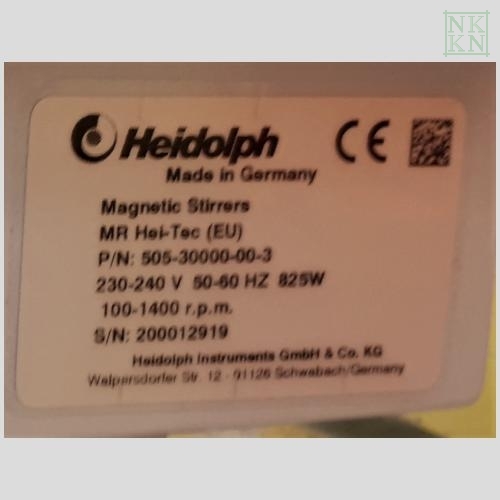 NK
KN
Heidolph CE
Made in Germany
Magnetic Stirrers
MR Hei-Tec (EU)
P/N: 505-30000-00-3
230-240 V 50-60 HZ 825W
100-1400 r.p.m.
S/N: 200012919
Heidolph Instruments GmbH & Co. KG
Walpersdorfer Str. 12 - 91126 Schwabach/Germany